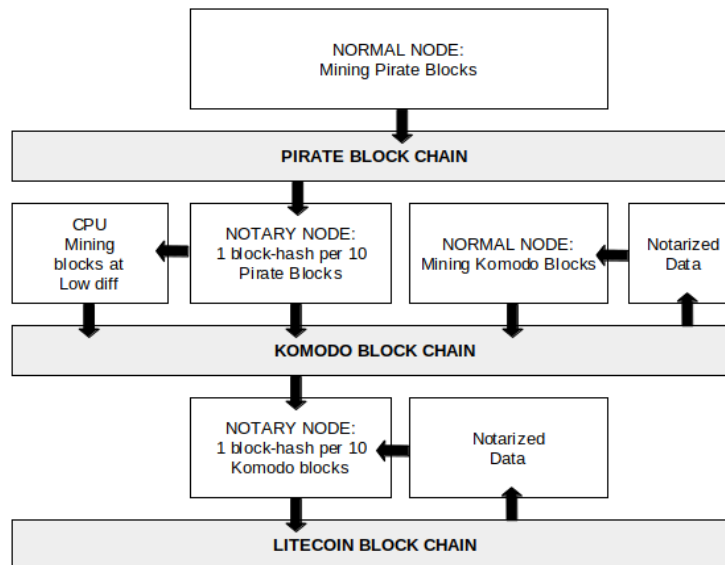 NORMAL NODE:
Mining Pirate Blocks
PIRATE BLOCK CHAIN
CPU
Mining
blocks at
Low diff
NOTARY NODE:
1 block-hash per 10
Pirate Blocks
NORMAL NODE:
Mining Komodo Blocks
Notarized
Data
KOMODO BLOCK CHAIN
NOTARY NODE:
1 block-hash per 10
Komodo blocks
Notarized
Data
LITECOIN BLOCK CHAIN